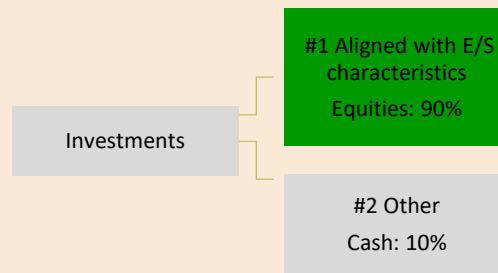 #1 Aligned with E/S
characteristics
Equities: 90%
Investments
#2 Other
Cash: 10%